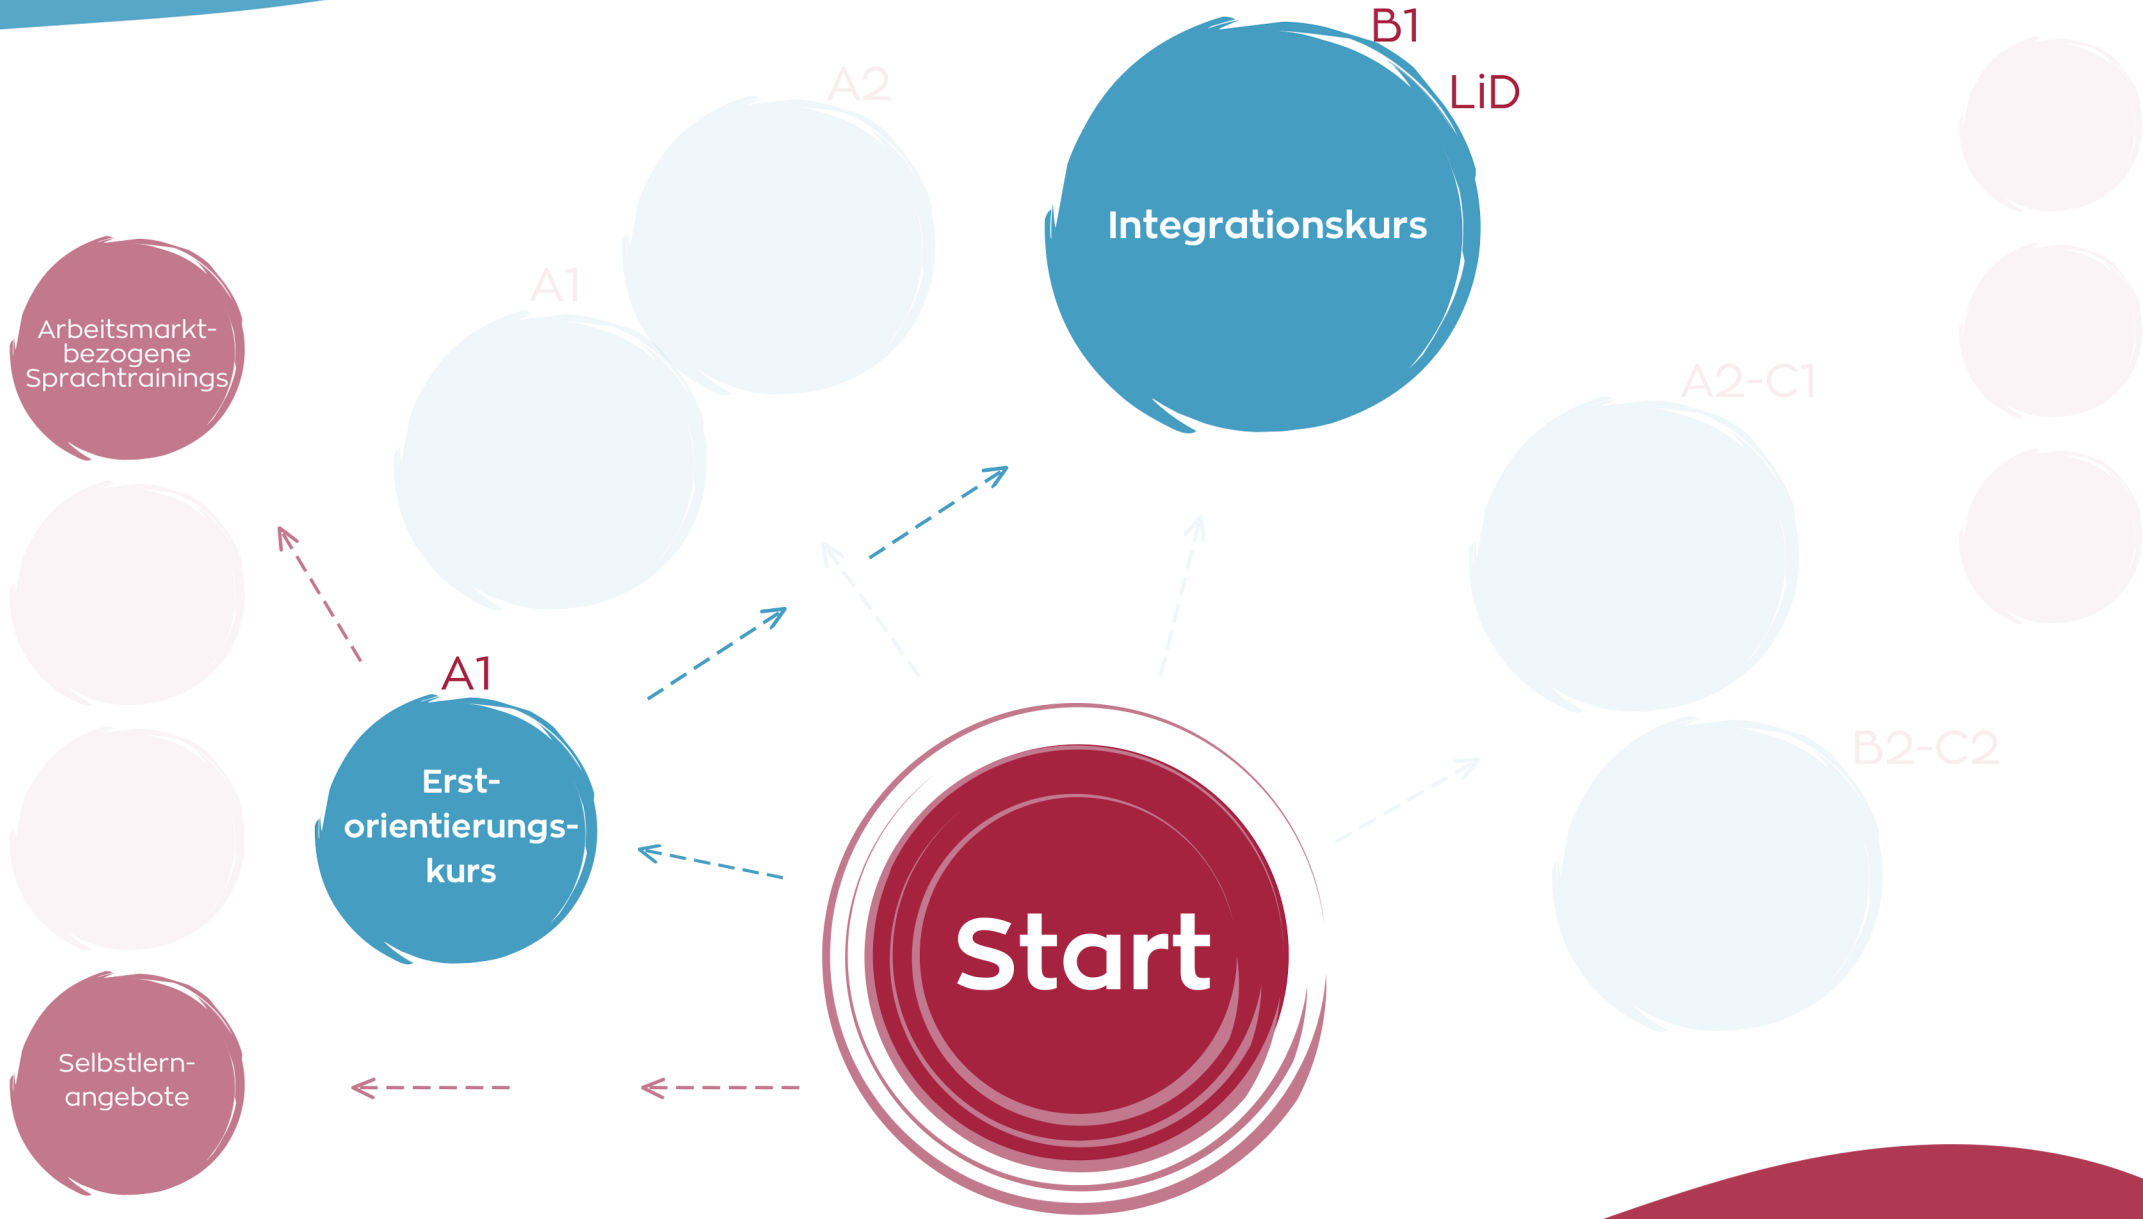 B1
LiD
A2
Integrationskurs
A1
Arbeitsmarkt-
bezogene
Sprachtrainings
A2-C1
A1
Erst-
orientierungs-
kurs
B2-C2
Start
Selbstlern-
angebote